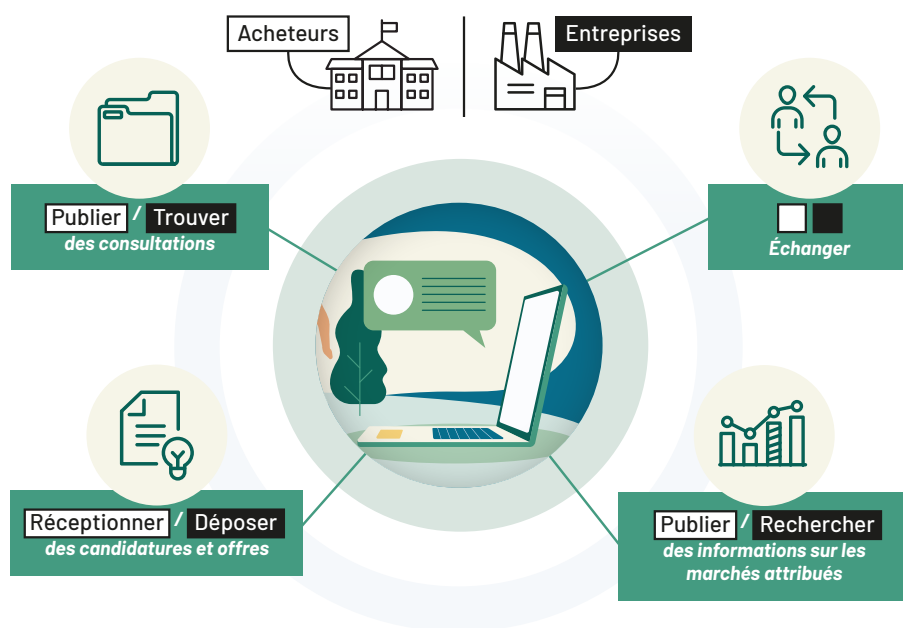 Acheteurs
Entreprises
Publier / Trouver
des consultations
Échanger
Réceptionner / Déposer
des candidatures et offres
Publier / Rechercher
des informations sur les
marchés attribués